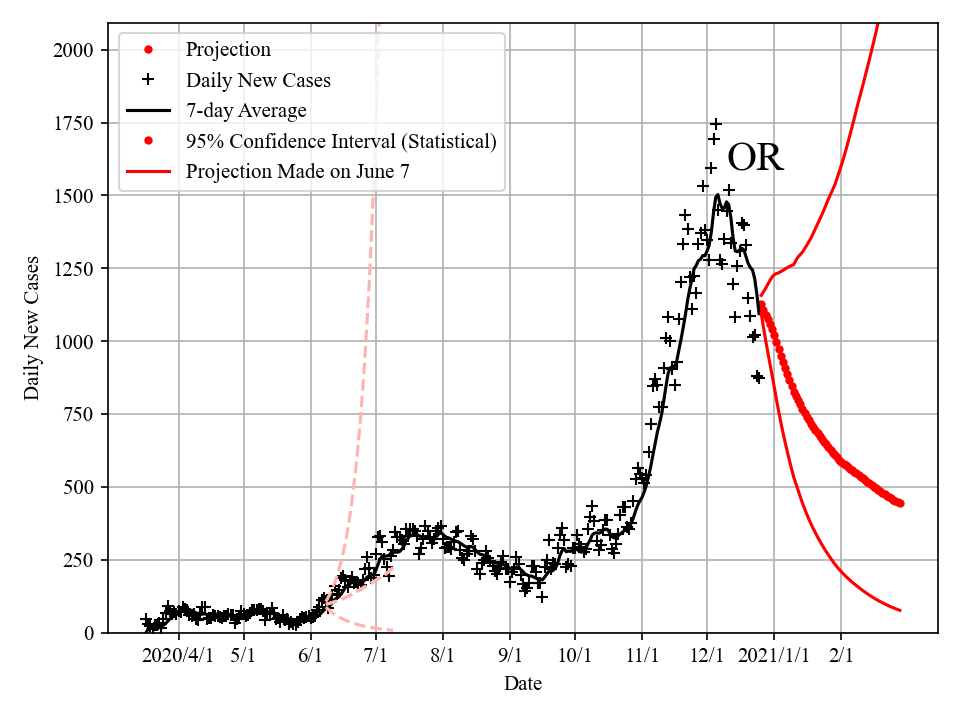 2000
1750
1500
1250
1000
750
500
250
0
Daily New Cases
Projection
Daily New Cases
7-day Average
95% Confidence Interval (Statistical)
Projection Made on June 7
OR
2020/4/1 5/1 6/1 7/1 8/1 9/1 10/1 11/1 12/1 2021/1/1 2/1
Date